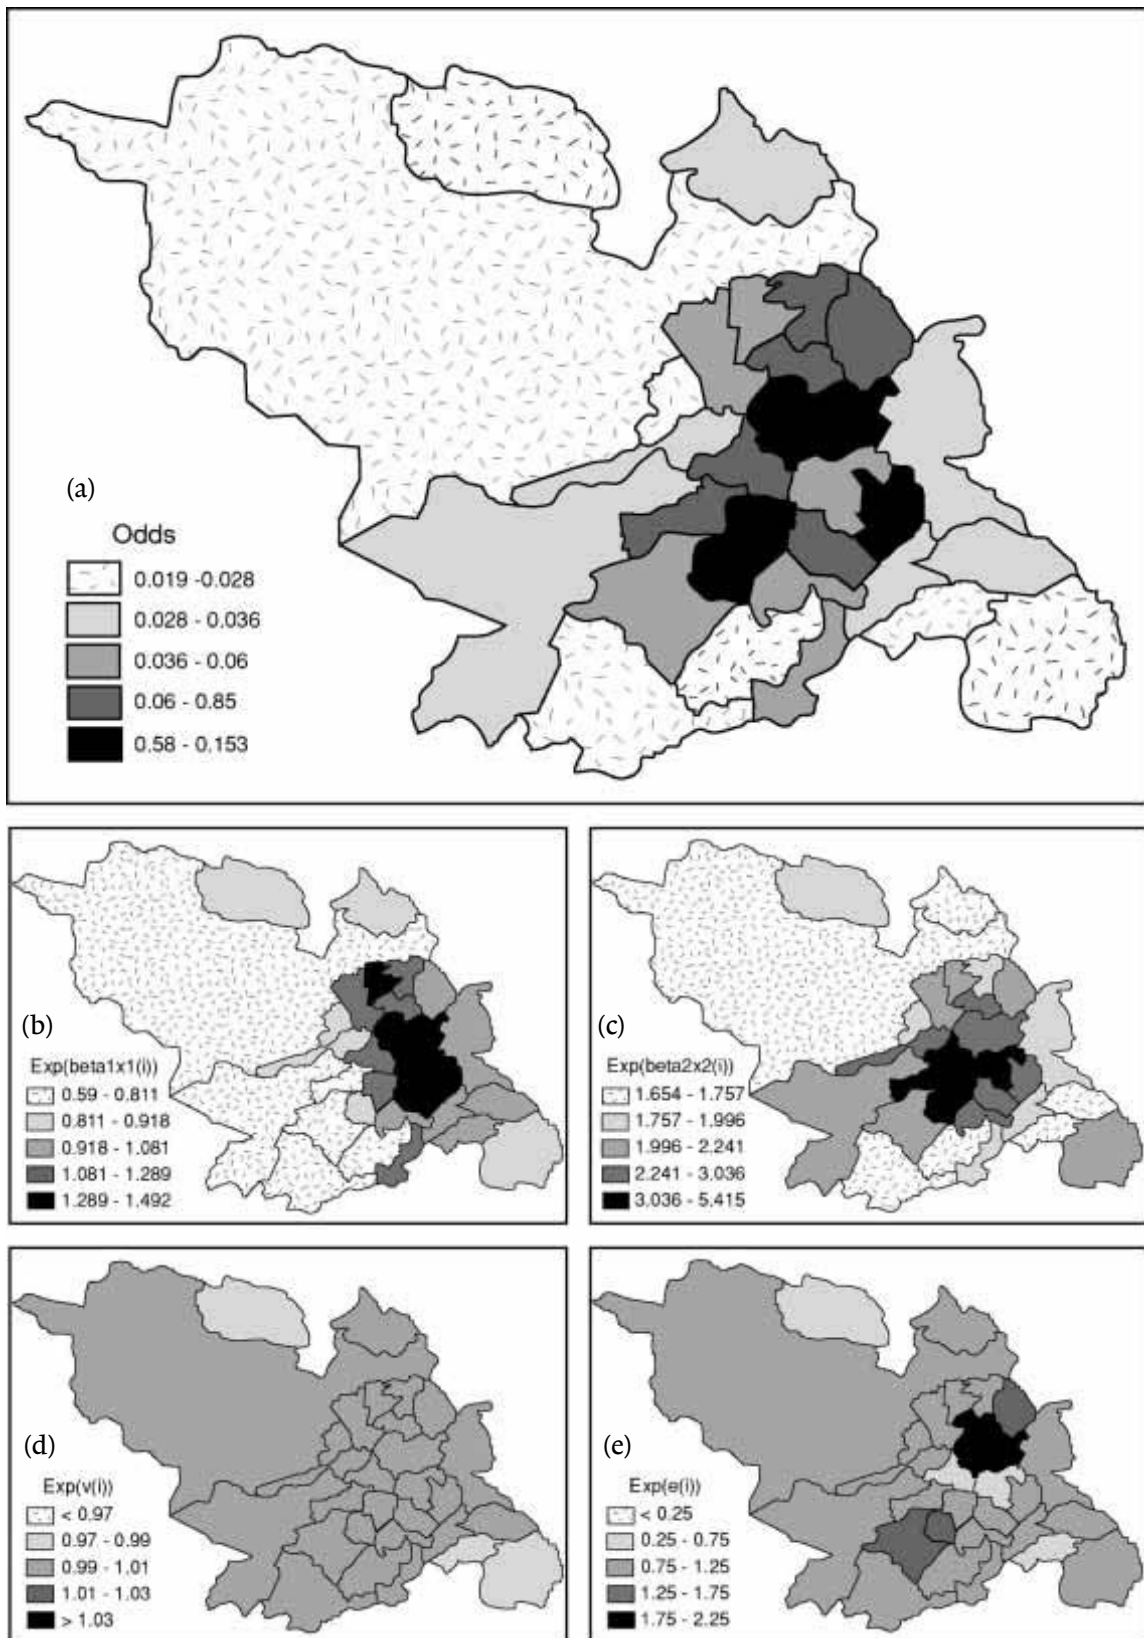 (a)
Odds
0.019 -0.028
0.028 - 0.036
0.036 - 0.06
0.06 - 0.85
0.58 - 0.153
(b)
Exp(beta1x1(i))
0.59 - 0.811
0.811 - 0.918
0.918 - 1.081
1.081 - 1.289
1.289 - 1.492
(c)
Exp(beta2x2(i))
1.654 - 1.757
1.757 - 1.996
1.996 - 2.241
2.241 - 3.036
3.036 - 5.415
(d)
Exp(v(i))
< 0.97
0.97 - 0.99
0.99 - 1.01
1.01 - 1.03
> 1.03
(e)
Exp(e(i))
< 0.25
0.25 - 0.75
0.75 - 1.25
1.25 - 1.75
1.75 - 2.25